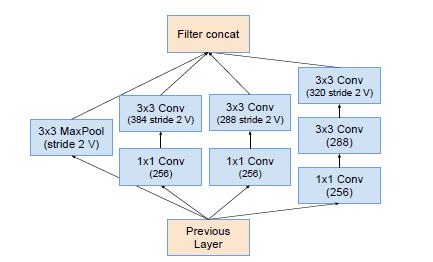 Filter concat
3x3 Conv
(320 stride 2 V)
3x3 Conv
(384 stride 2 V)
3x3 Conv
(288 stride 2 V)
3x3 MaxPool
(stride 2 V)
3x3 Conv
(288)
1x1 Conv
(256)
1x1 Conv
(256)
1x1 Conv
(256)
Previous
Layer